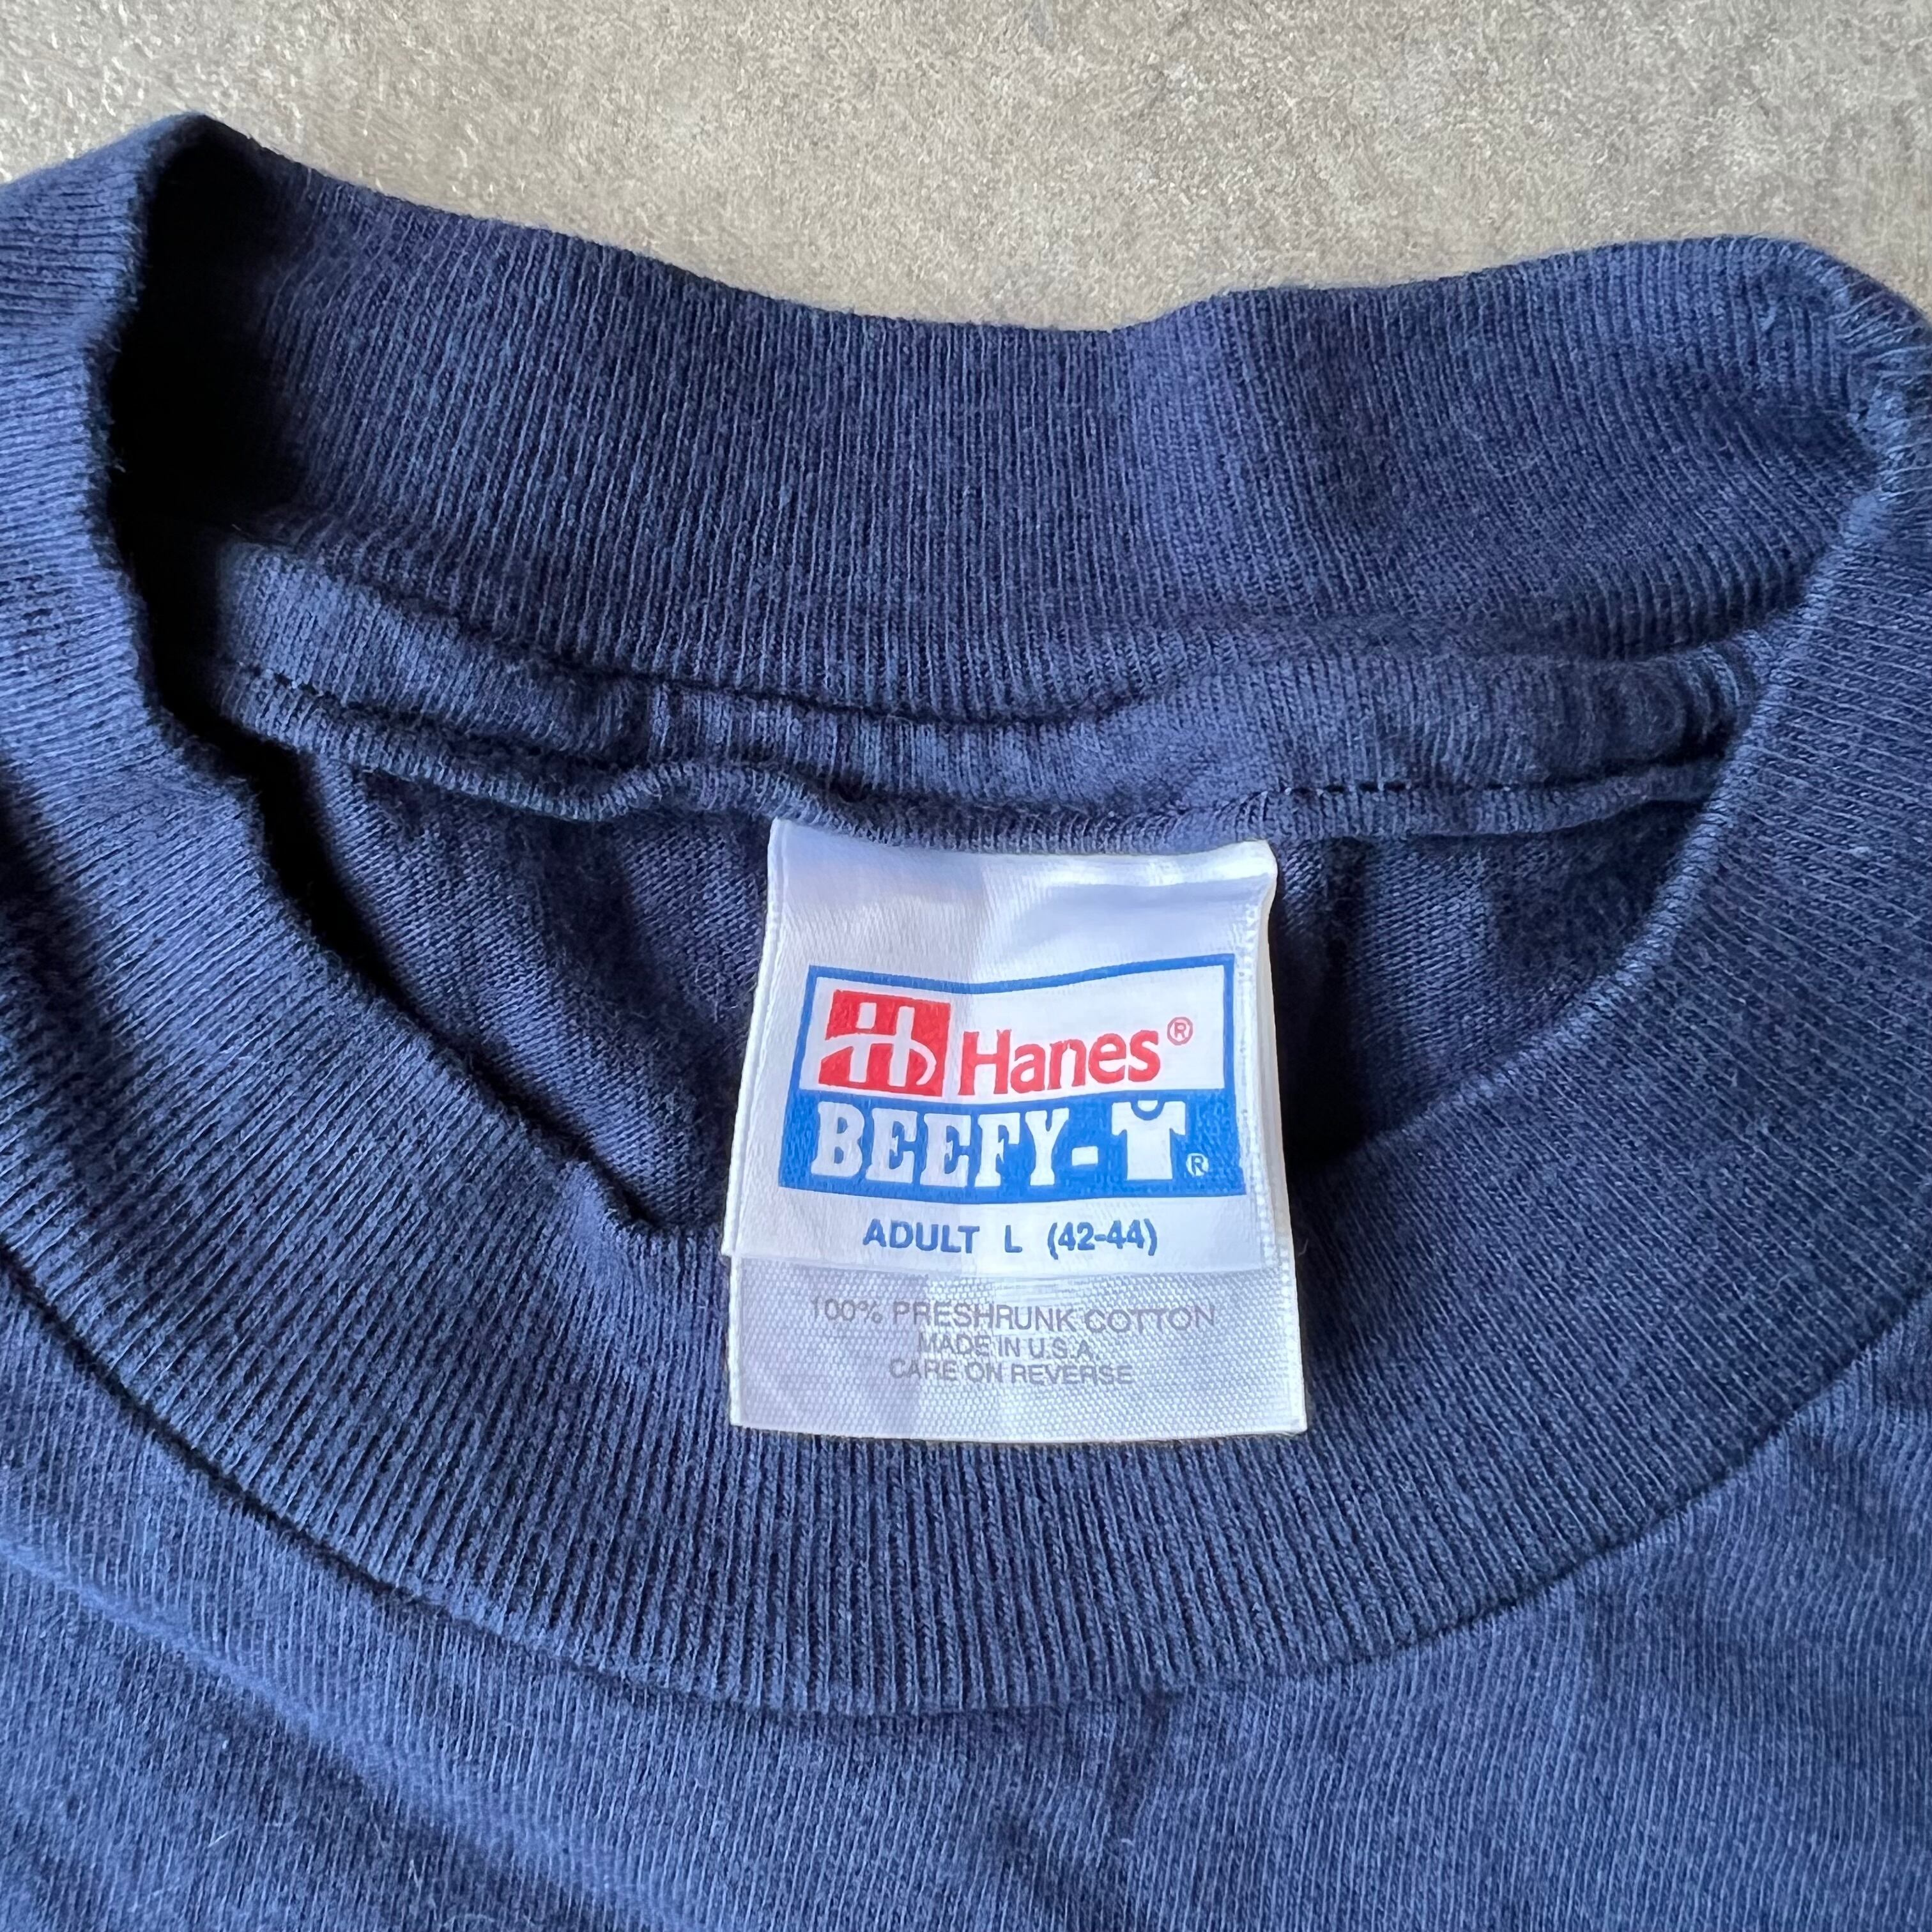 Hanes®
BEEFY-T®
ADULT L (42-44)
100% PRESHRUNK COTTON
MADE IN U.S.A.
CARE ON REVERSE